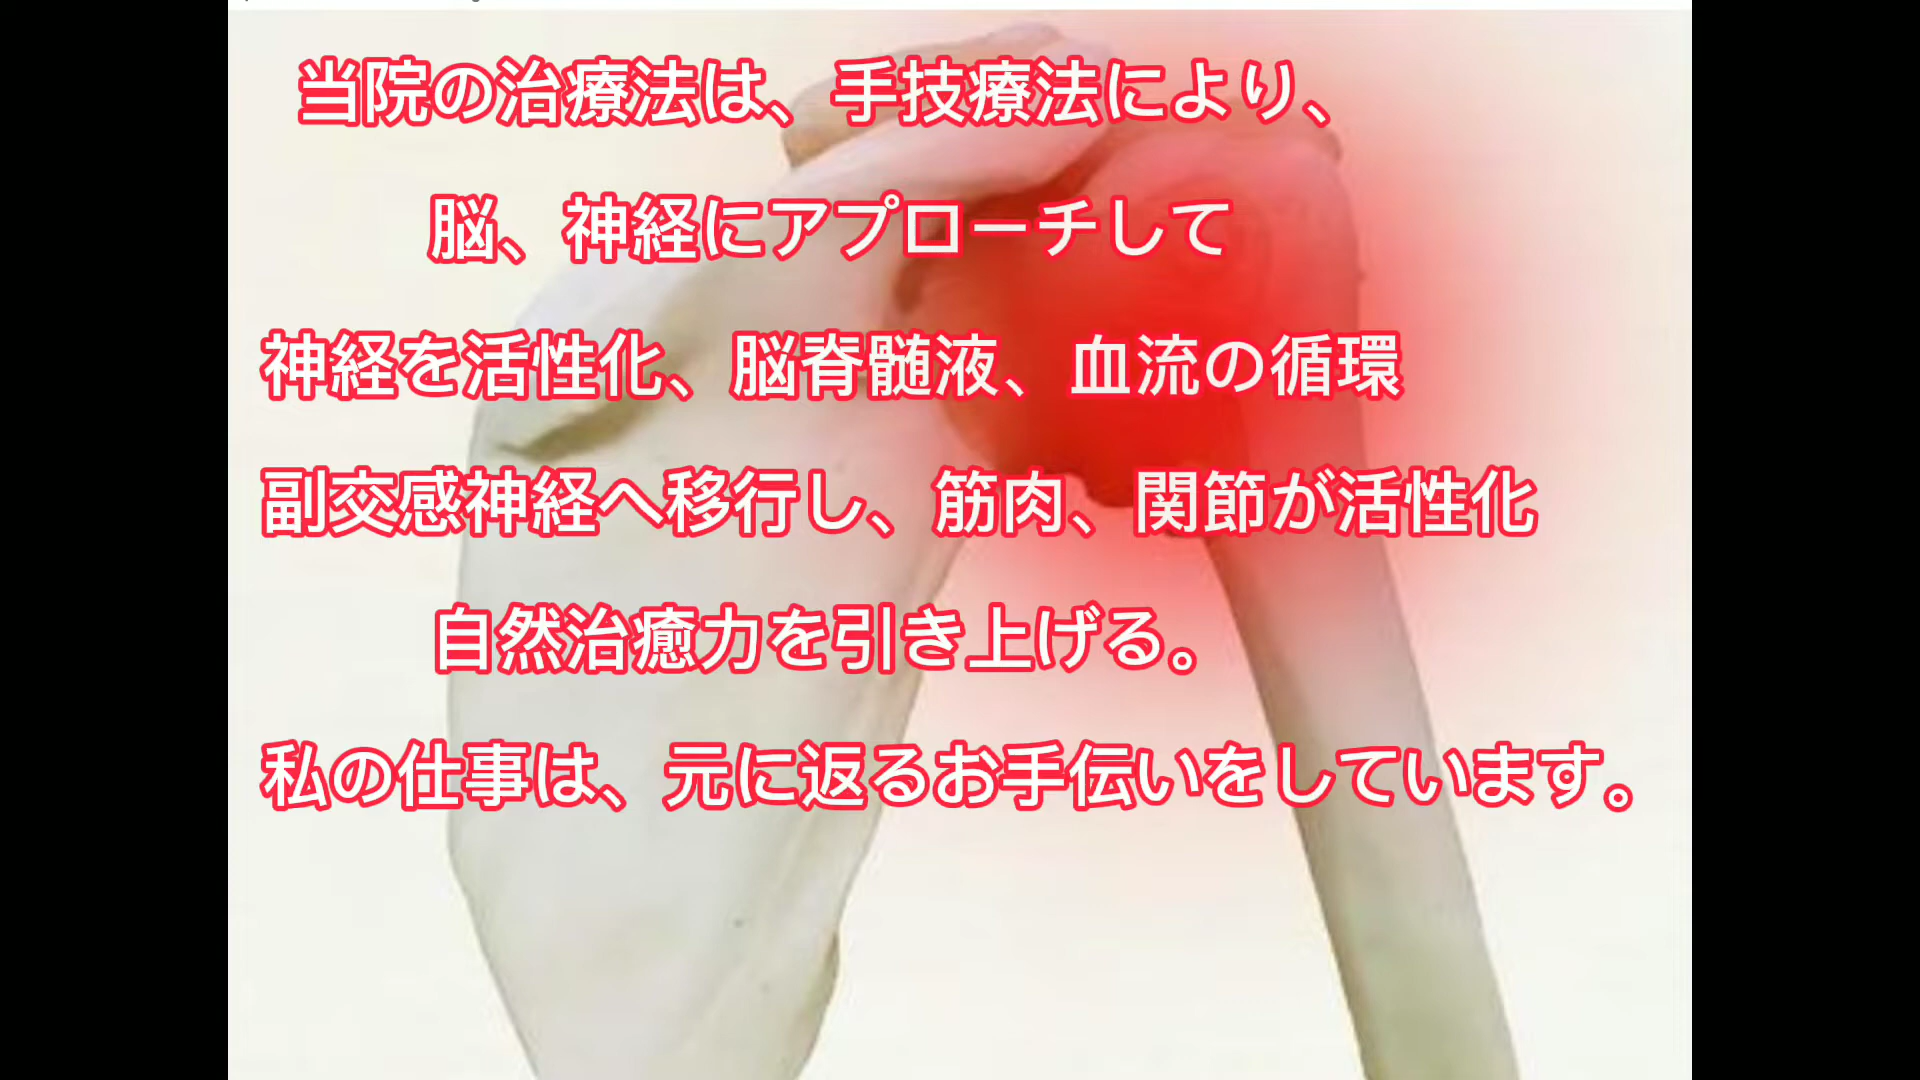 当院の治療法は、手技療法により、
脳、神経にアプローチして
神経を活性化、脳脊髄液、血流の循環
副交感神経へ移行し、筋肉、関節が活性化
自然治癒力を引き上げる。
私の仕事は、元に返るお手伝いをしています。